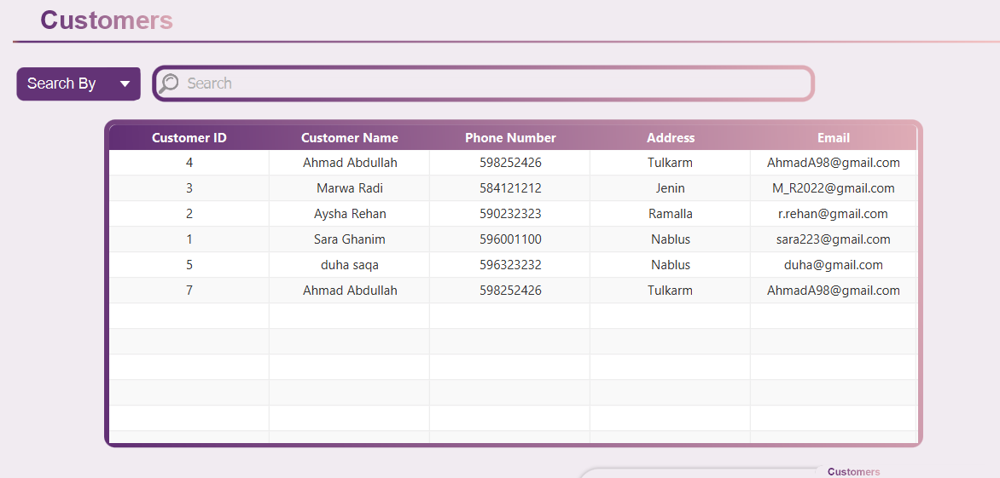 Customers
Search By
Search
Customer ID Customer Name Phone Number Address Email
4 Ahmad Abdullah 598252426 Tulkarm AhmadA98@gmail.com
3 Marwa Radi 584121212 Jenin M_R2022@gmail.com
2 Aysha Rehan 590232323 Ramalla r.rehan@gmail.com
1 Sara Ghanim 596001100 Nablus sara223@gmail.com
5 duha saqa 596323232 Nablus duha@gmail.com
7 Ahmad Abdullah 598252426 Tulkarm AhmadA98@gmail.com
Customers